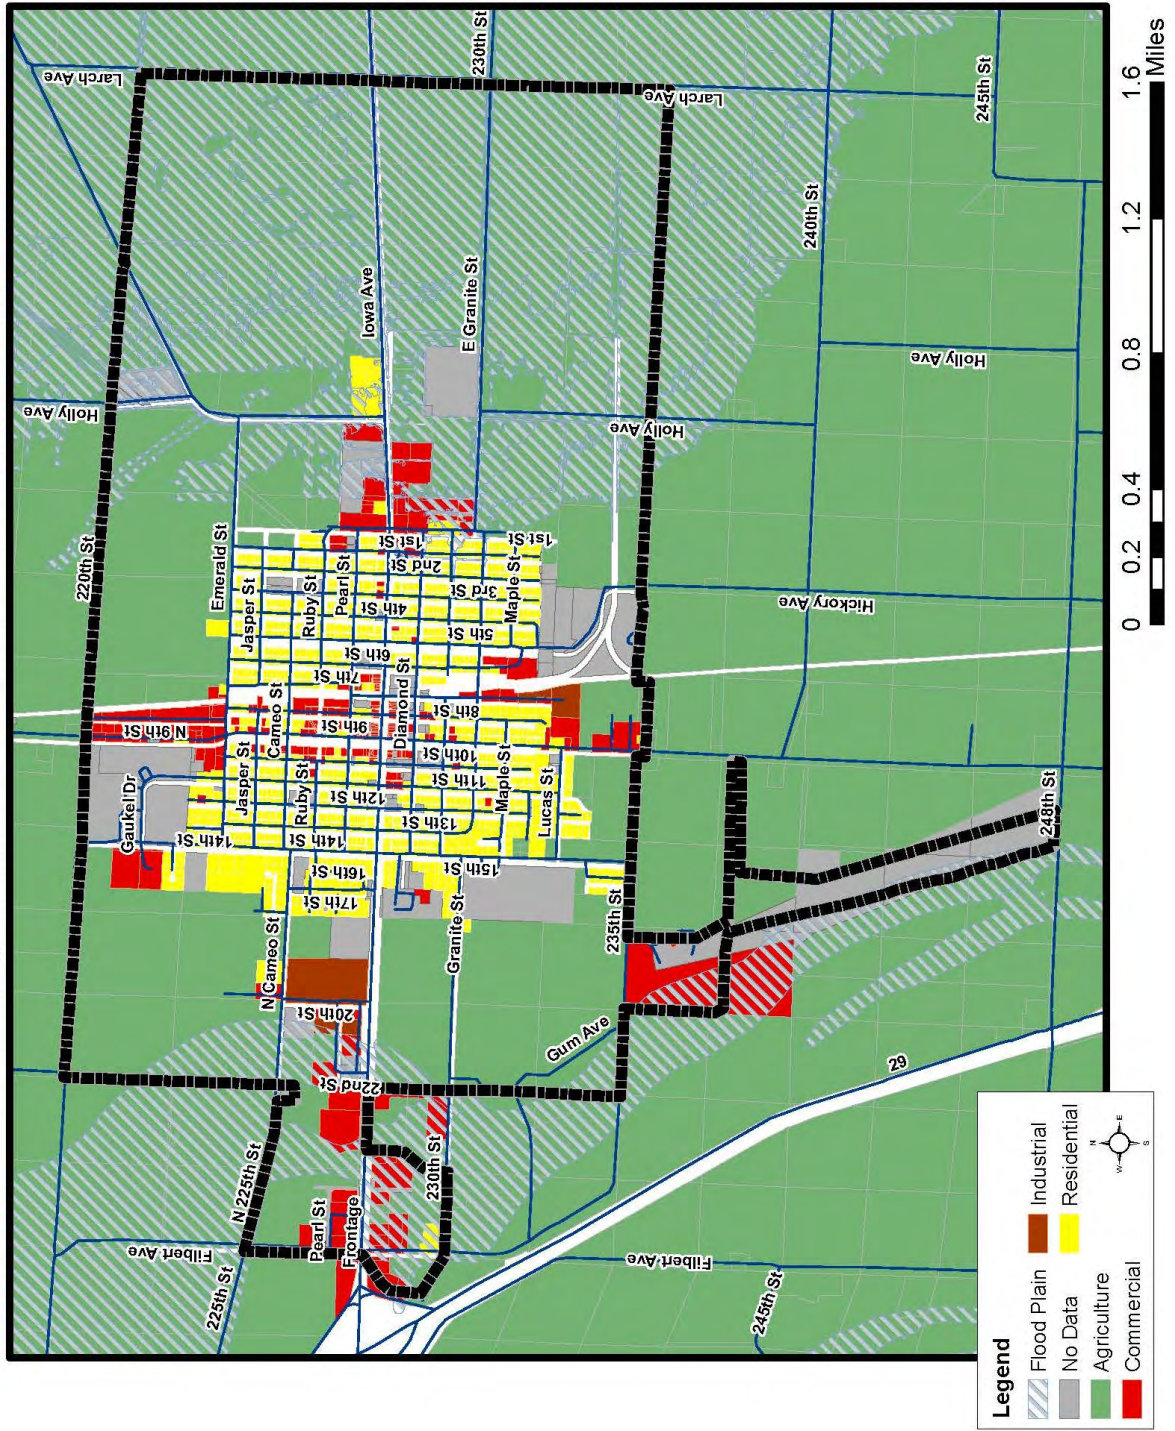 Larch Ave
230th St
245th St
220th St
Larch Ave
Holly Ave
Iowa Ave
E Granite St
240th St
Holly Ave
Holly Ave
Emerald St
Jasper St
Ruby St
Pearl St
1st St
2nd St
3rd St
4th St
5th St
6th St
7th St
Maple St
1st St
Hickory Ave
N 9th St
Cameo St
Diamond St
8th St
9th St
10th St
11th St
12th St
13th St
Gaukel Dr
Jasper St
Ruby St
Maple St
Lucas St
14th St
14th St
15th St
16th St
17th St
248th St
235th St
N Cameo St
Granite St
20th St
Gum Ave
22nd St
29
N 225th St
230th St
Pearl St
Frontage
Filbert Ave
Filbert Ave
225th St
245th St
Legend
Flood Plain
No Data
Agriculture
Commercial
Industrial
Residential
N
W
E
S
0
0.2
0.4
0.8
1.2
1.6
Miles